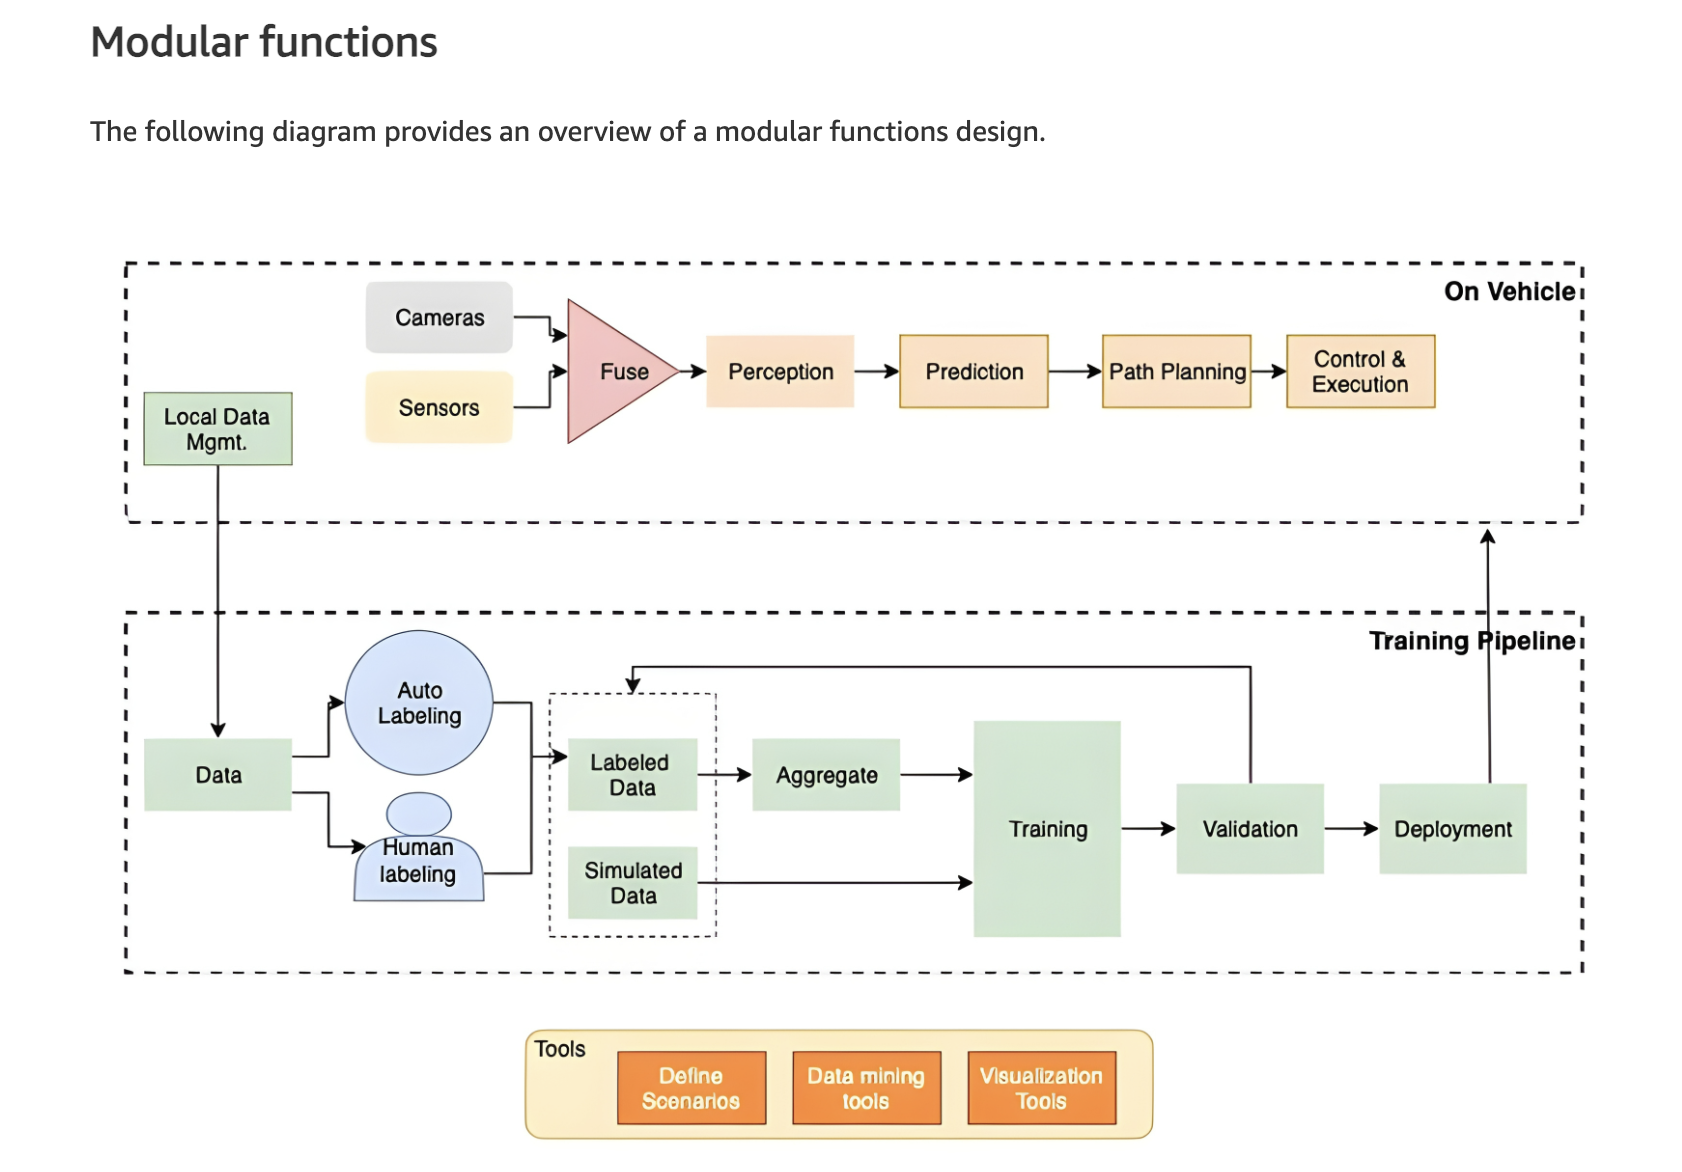 Modular functions
The following diagram provides an overview of a modular functions design.
On Vehicle
Cameras
Sensors
Fuse
Perception
Prediction
Path Planning
Control &
Execution
Local Data
Mgmt.
Training Pipeline
Auto
Labeling
Data
Human
labeling
Labeled
Data
Simulated
Data
Aggregate
Training
Validation
Deployment
Tools
Define
Scenarios
Data mining
tools
Visualization
Tools